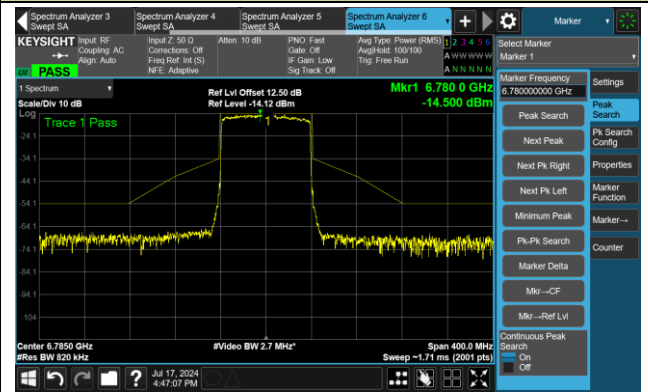 Spectrum Analyzer 3
Swept SA
Spectrum Analyzer 4
Swept SA
Spectrum Analyzer 5
Swept SA
Spectrum Analyzer 6
Swept SA
+
Marker
KEYSIGHT
Input: RF
Coupling: AC
Align: Auto
Input Z: 50 Ω
Corrections: Off
Freq Ref: Int (S)
NFE: Adaptive
Atten: 10 dB
PNO: Fast
Gate: Off
IF Gain: Low
Sig Track: Off
Avg Type: Power (RMS)
Avg|Hold: 100/100
Trig: Free Run
1 2 3 4 5 6
A W W W W W
A N N N N N
LXI
PASS
Select Marker
Marker 1
1 Spectrum
Scale/Div 10 dB
Ref Lvl Offset 12.50 dB
Ref Level -14.12 dBm
Mkr1 6.780 0 GHz
-14.500 dBm
Log
Trace 1 Pass
1
-24.1
-34.1
-44.1
-54.1
-64.1
-74.1
-84.1
-94.1
-104
Center 6.7850 GHz
#Res BW 820 kHz
#Video BW 2.7 MHz*
Span 400.0 MHz
Sweep ~1.71 ms (2001 pts)
Marker Frequency
6.780000000 GHz
Peak Search
Next Peak
Next Pk Right
Next Pk Left
Minimum Peak
Pk-Pk Search
Marker Delta
Mkr→CF
Mkr→Ref Lvl
Continuous Peak
Search
On
Off
Settings
Peak
Search
Pk Search
Config
Properties
Marker
Function
Marker→
Counter
?
Jul 17, 2024
4:47:07 PM